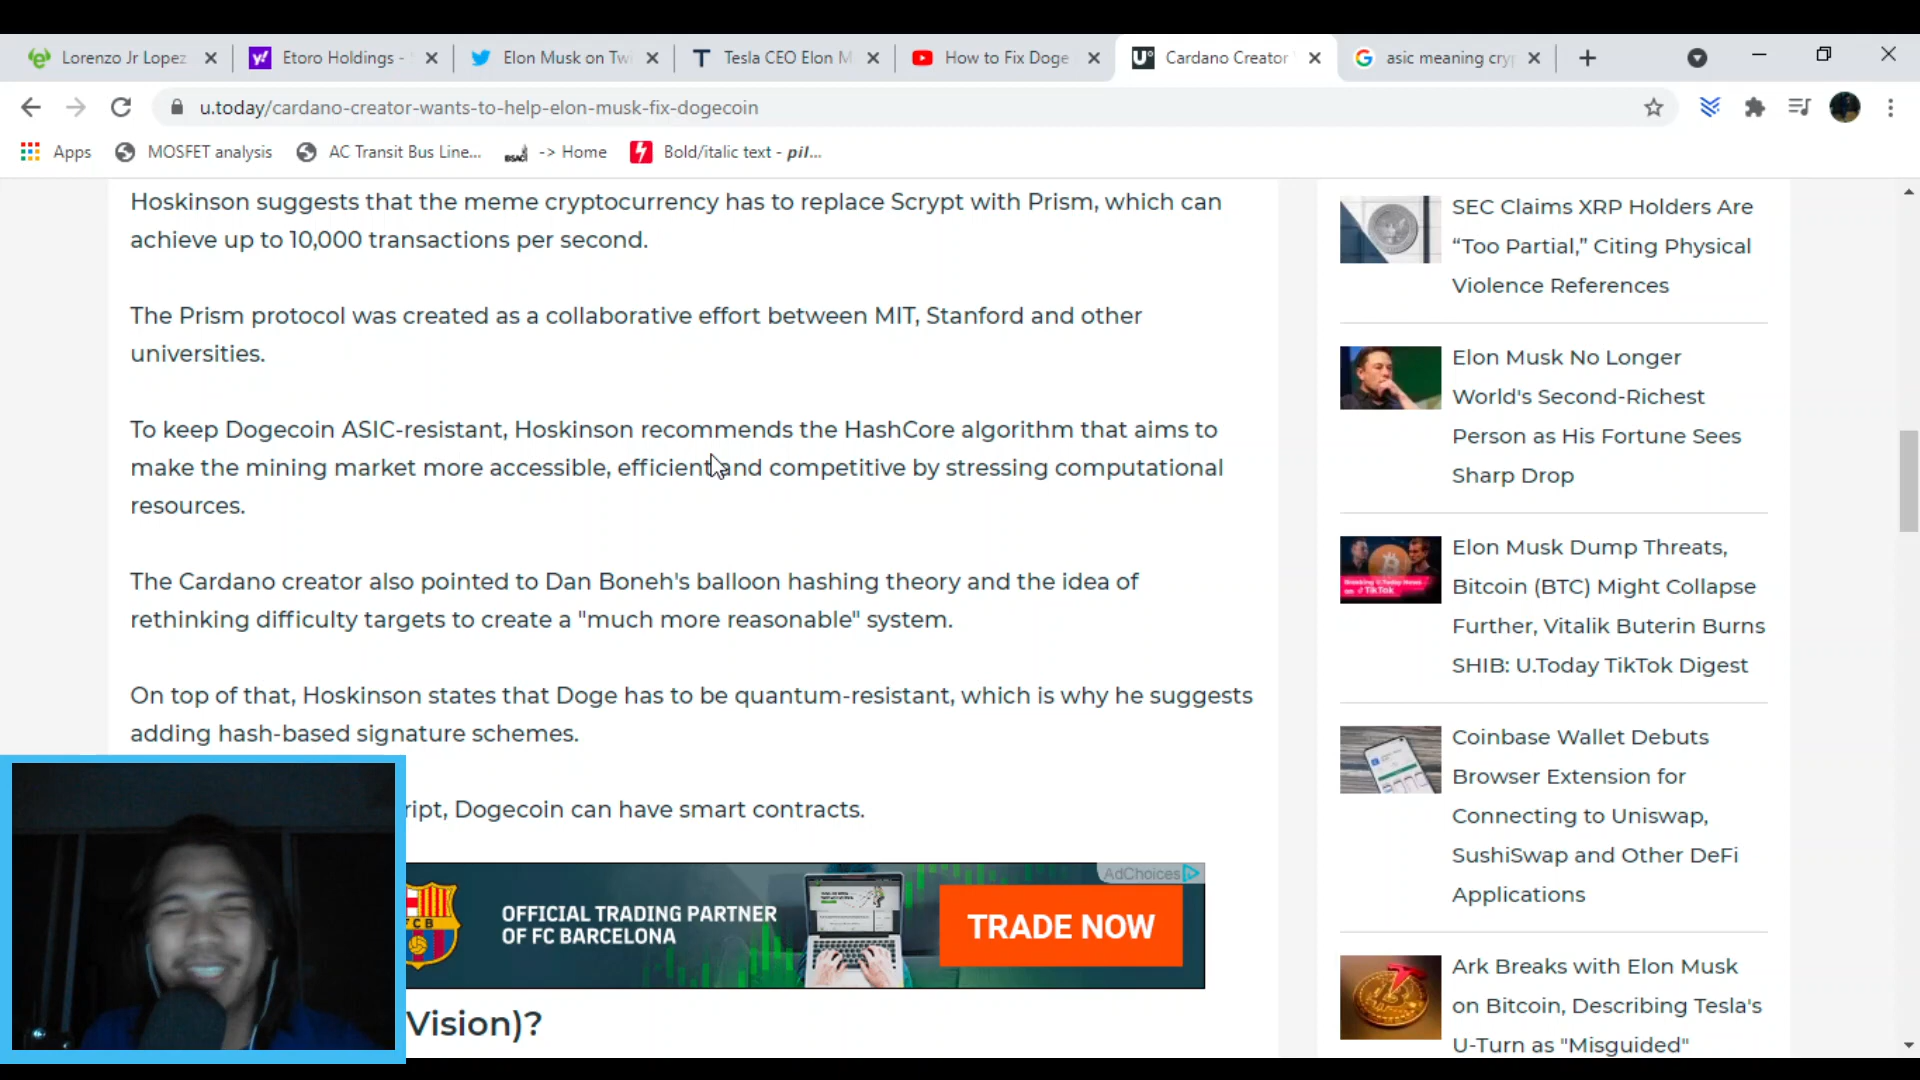 Lorenzo Jr Lopez
Etoro Holdings -
Elon Musk on Twi
Tesla CEO Elon M
How to Fix Doge
Cardano Creator
asic meaning cryp
u.today/cardano-creator-wants-to-help-elon-musk-fix-dogecoin
Apps
MOSFET analysis
AC Transit Bus Line...
-> Home
Bold/italic text - pil...
Hoskinson suggests that the meme cryptocurrency has to replace Scrypt with Prism, which can
achieve up to 10,000 transactions per second.
The Prism protocol was created as a collaborative effort between MIT, Stanford and other
universities.
To keep Dogecoin ASIC-resistant, Hoskinson recommends the HashCore algorithm that aims to
make the mining market more accessible, efficient and competitive by stressing computational
resources.
The Cardano creator also pointed to Dan Boneh's balloon hashing theory and the idea of
rethinking difficulty targets to create a "much more reasonable" system.
On top of that, Hoskinson states that Doge has to be quantum-resistant, which is why he suggests
adding hash-based signature schemes.
ript, Dogecoin can have smart contracts.
AdChoices
FCB
OFFICIAL TRADING PARTNER
OF FC BARCELONA
TRADE NOW
Vision)?
SEC Claims XRP Holders Are
“Too Partial,” Citing Physical
Violence References
Elon Musk No Longer
World's Second-Richest
Person as His Fortune Sees
Sharp Drop
Elon Musk Dump Threats,
Bitcoin (BTC) Might Collapse
Further, Vitalik Buterin Burns
SHIB: U.Today TikTok Digest
Coinbase Wallet Debuts
Browser Extension for
Connecting to Uniswap,
SushiSwap and Other DeFi
Applications
Ark Breaks with Elon Musk
on Bitcoin, Describing Tesla's
U-Turn as "Misguided"